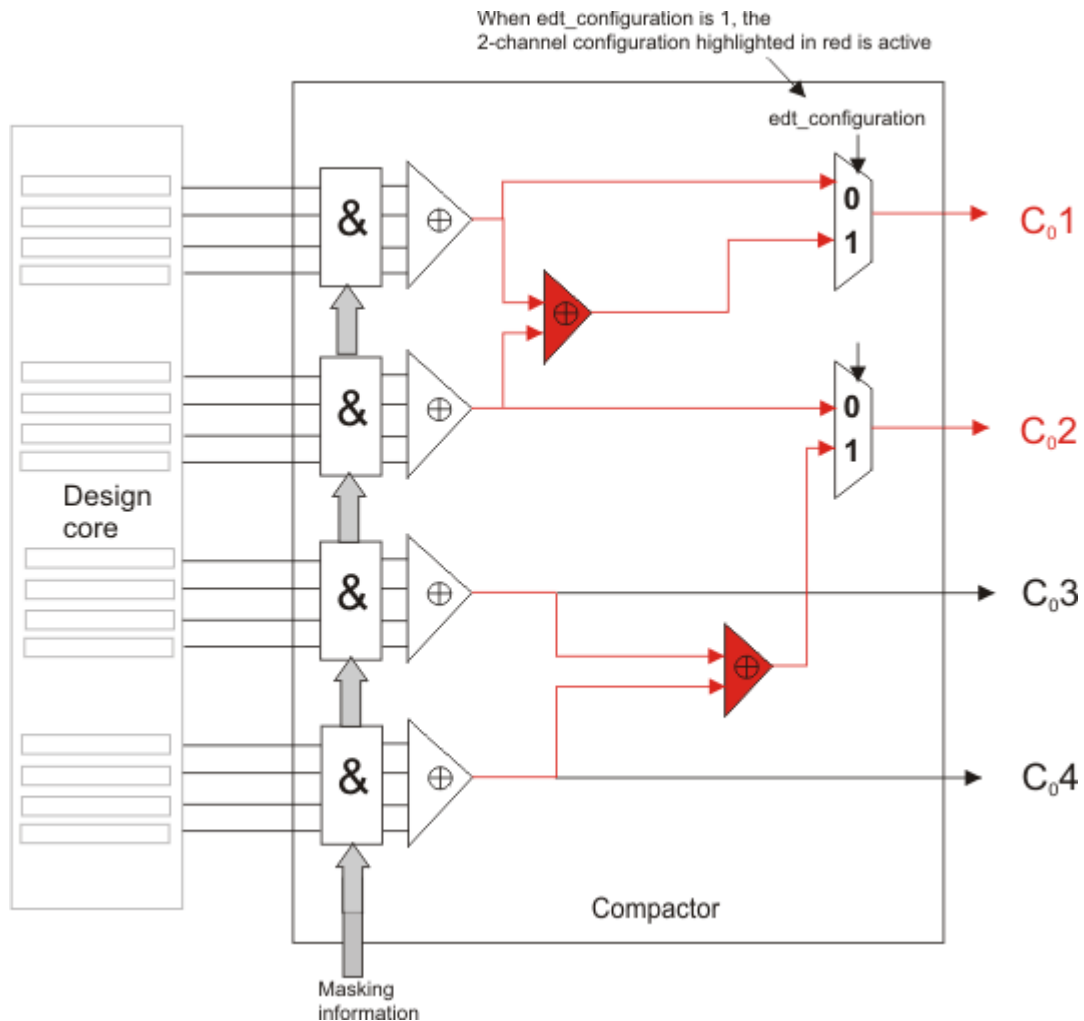 When edt_configuration is 1, the
2-channel configuration highlighted in red is active
edt_configuration
&
⊕
0
1
C₀1
⊕
&
⊕
0
1
C₀2
Design
core
&
⊕
C₀3
⊕
&
⊕
C₀4
Compactor
Masking
information